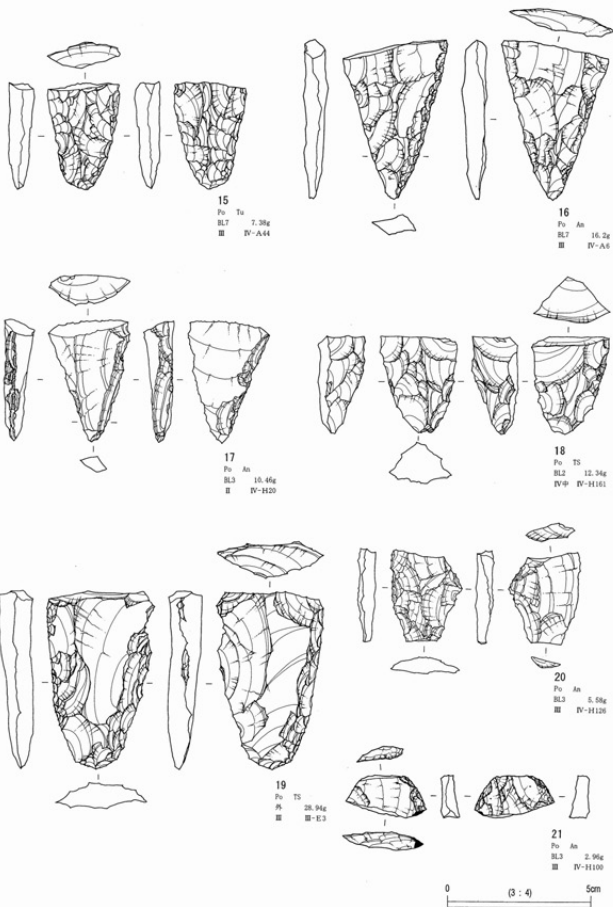 15
Po Tu
BL7 7.38g
Ⅲ Ⅳ-A44
16
Po An
BL7 16.2g
Ⅲ Ⅳ-A6
17
Po An
BL3 10.46g
Ⅱ Ⅳ-H20
18
Po TS
BL2 12.34g
Ⅳ中 Ⅳ-H161
19
Po TS
外 28.94g
Ⅲ Ⅲ-E3
20
Po An
BL3 5.58g
Ⅲ Ⅳ-H126
21
Po An
BL3 2.96g
Ⅲ Ⅳ-H100
0 (3:4) 5cm